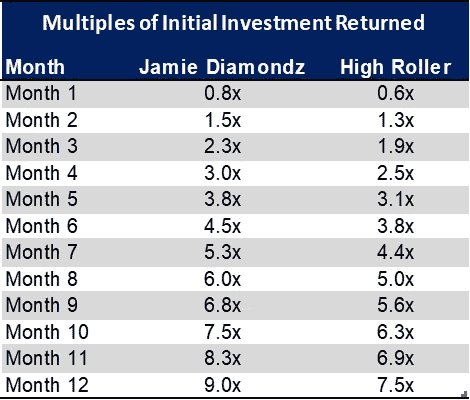 Multiples of Initial Investment Returned
Month Jamie Diamondz High Roller
Month 1 0.8x 0.6x
Month 2 1.5x 1.3x
Month 3 2.3x 1.9x
Month 4 3.0x 2.5x
Month 5 3.8x 3.1x
Month 6 4.5x 3.8x
Month 7 5.3x 4.4x
Month 8 6.0x 5.0x
Month 9 6.8x 5.6x
Month 10 7.5x 6.3x
Month 11 8.3x 6.9x
Month 12 9.0x 7.5x